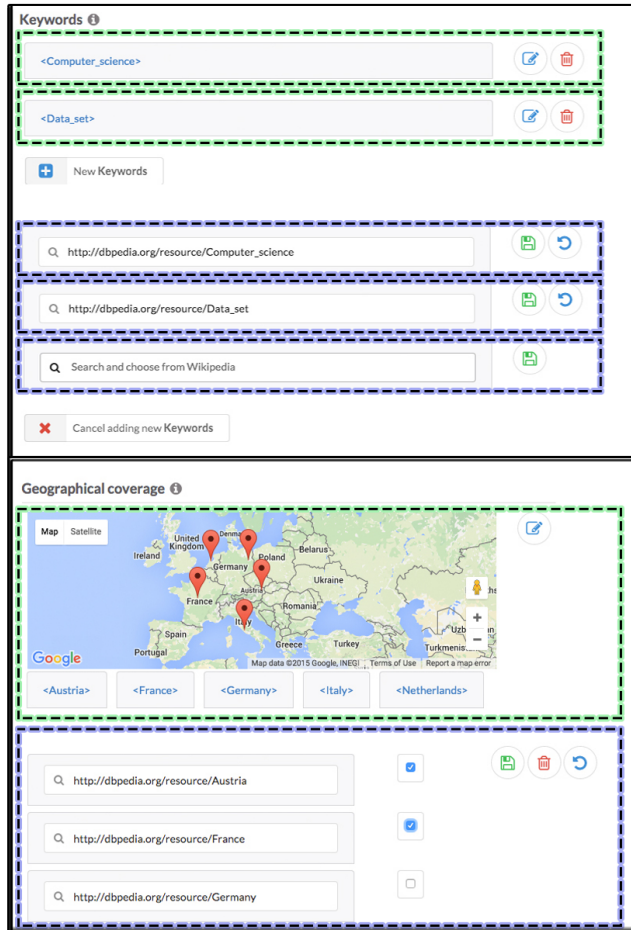 Keywords
<Computer_science>
<Data_set>
New Keywords
http://dbpedia.org/resource/Computer_science
http://dbpedia.org/resource/Data_set
Search and choose from Wikipedia
Cancel adding new Keywords
Geographical coverage
Map Satellite
United Kingdom
Ireland
Poland
Belarus
Germany
Ukraine
Austria
France
Romania
Italy
Spain
Portugal
Greece
Turkey
Google
Map data ©2015 Google, INEGI Terms of Use Report a map error
<Austria> <France> <Germany> <Italy> <Netherlands>
http://dbpedia.org/resource/Austria
http://dbpedia.org/resource/France
http://dbpedia.org/resource/Germany